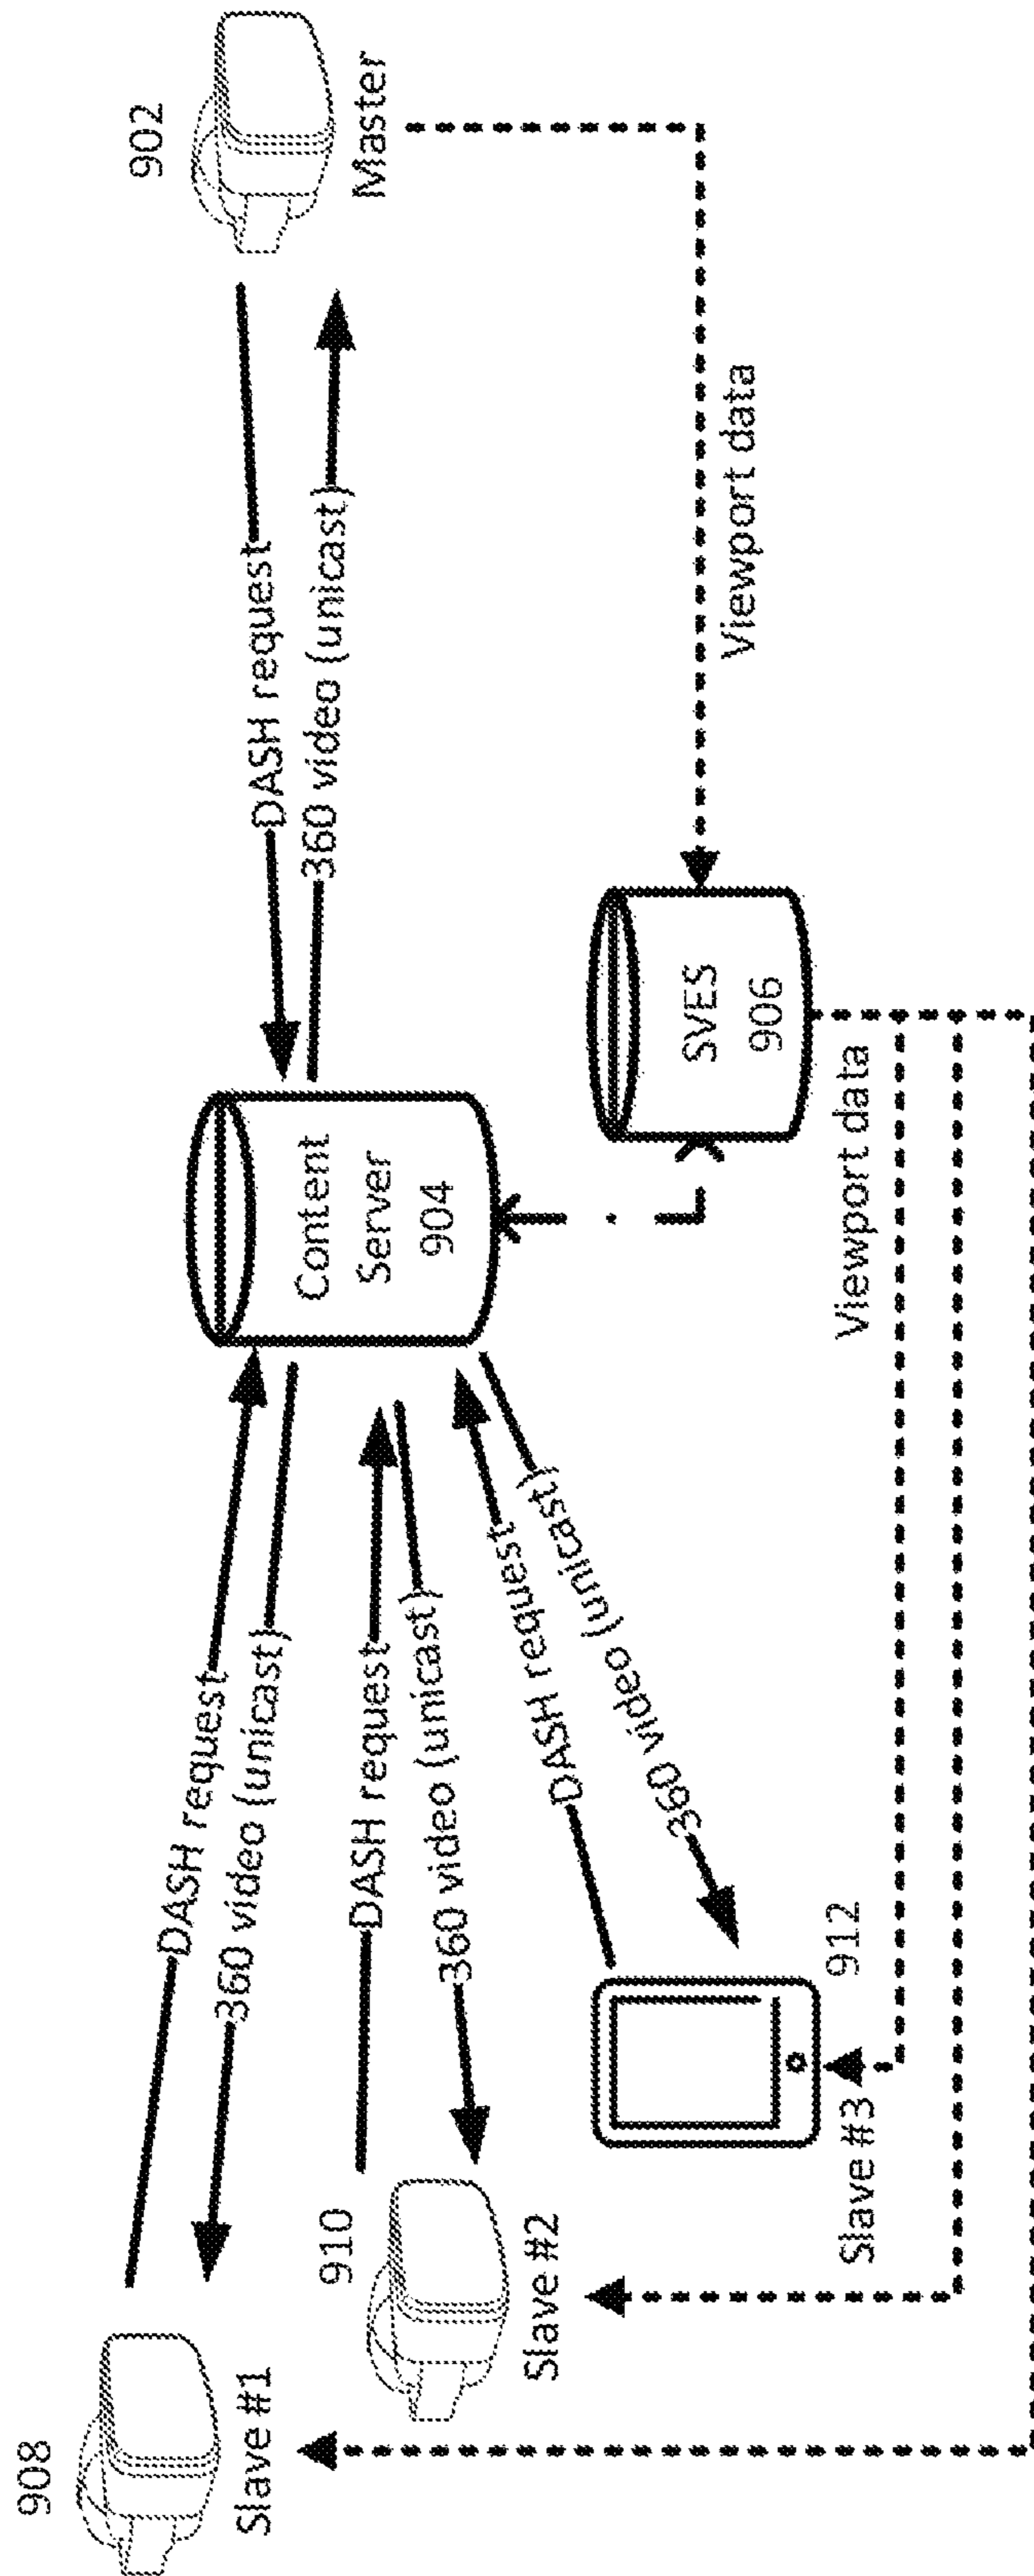 908
Slave #1
910
Slave #2
Slave #3
912
DASH request
360 video (unicast)
DASH request
360 video (unicast)
DASH request
360 video (unicast)
Content
Server
904
SVES
906
Viewport data
DASH request
360 video (unicast)
Viewport data
902
Master